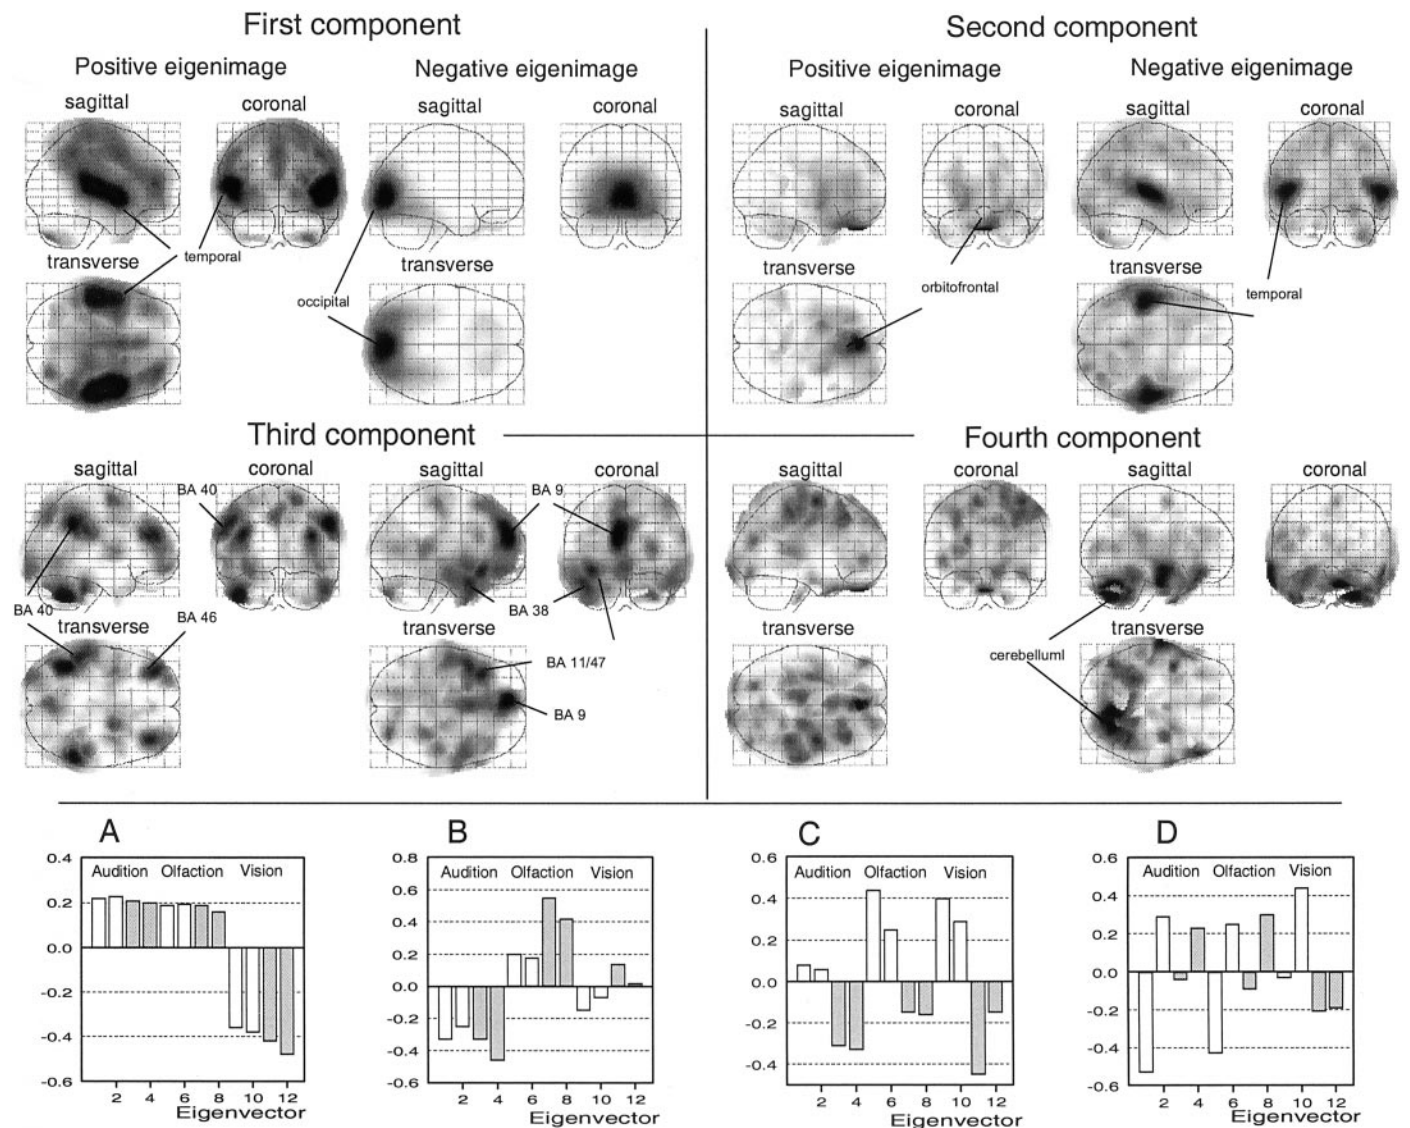 First component
Second component
Positive eigenimage
Negative eigenimage
Positive eigenimage
Negative eigenimage
sagittal
coronal
sagittal
coronal
sagittal
coronal
sagittal
coronal
transverse
temporal
transverse
occipital
transverse
orbitofrontal
transverse
temporal
Third component
Fourth component
sagittal
coronal
sagittal
coronal
sagittal
coronal
sagittal
coronal
BA 40
BA 9
BA 40
BA 46
BA 38
transverse
transverse
transverse
transverse
BA 11/47
BA 9
cerebelluml
A
B
C
D
0.4
0.2
0.0
-0.2
-0.4
-0.6
Audition Olfaction Vision
2 4 6 8 10 12
Eigenvector
0.8
0.6
0.4
0.2
0.0
-0.2
-0.4
-0.6
Audition Olfaction Vision
2 4 6 8 10 12
Eigenvector
0.6
0.4
0.2
0.0
-0.2
-0.4
Audition Olfaction Vision
2 4 6 8 10 12
Eigenvector
0.6
0.4
0.2
0.0
-0.2
-0.4
-0.6
Audition Olfaction Vision
2 4 6 8 10 12
Eigenvector